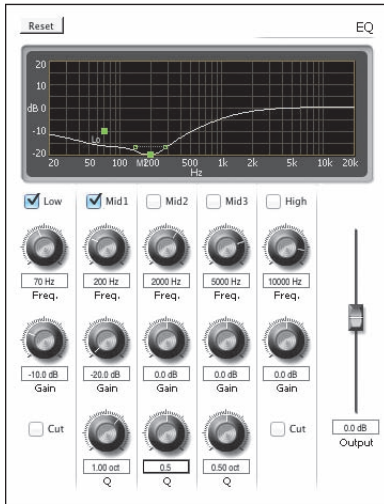 Reset
EQ
20
10
dB 0
-10
Lo
-20
M1
20 50 100 200 500 1k 2k 5k 10k 20k
Hz
Low Mid1 Mid2 Mid3 High
70 Hz 200 Hz 2000 Hz 5000 Hz 10000 Hz
Freq. Freq. Freq. Freq. Freq.
-10.0 dB -20.0 dB 0.0 dB 0.0 dB 0.0 dB
Gain Gain Gain Gain Gain
Cut Cut
0.0 dB
Output
1.00 oct 0.5 0.50 oct
Q Q Q